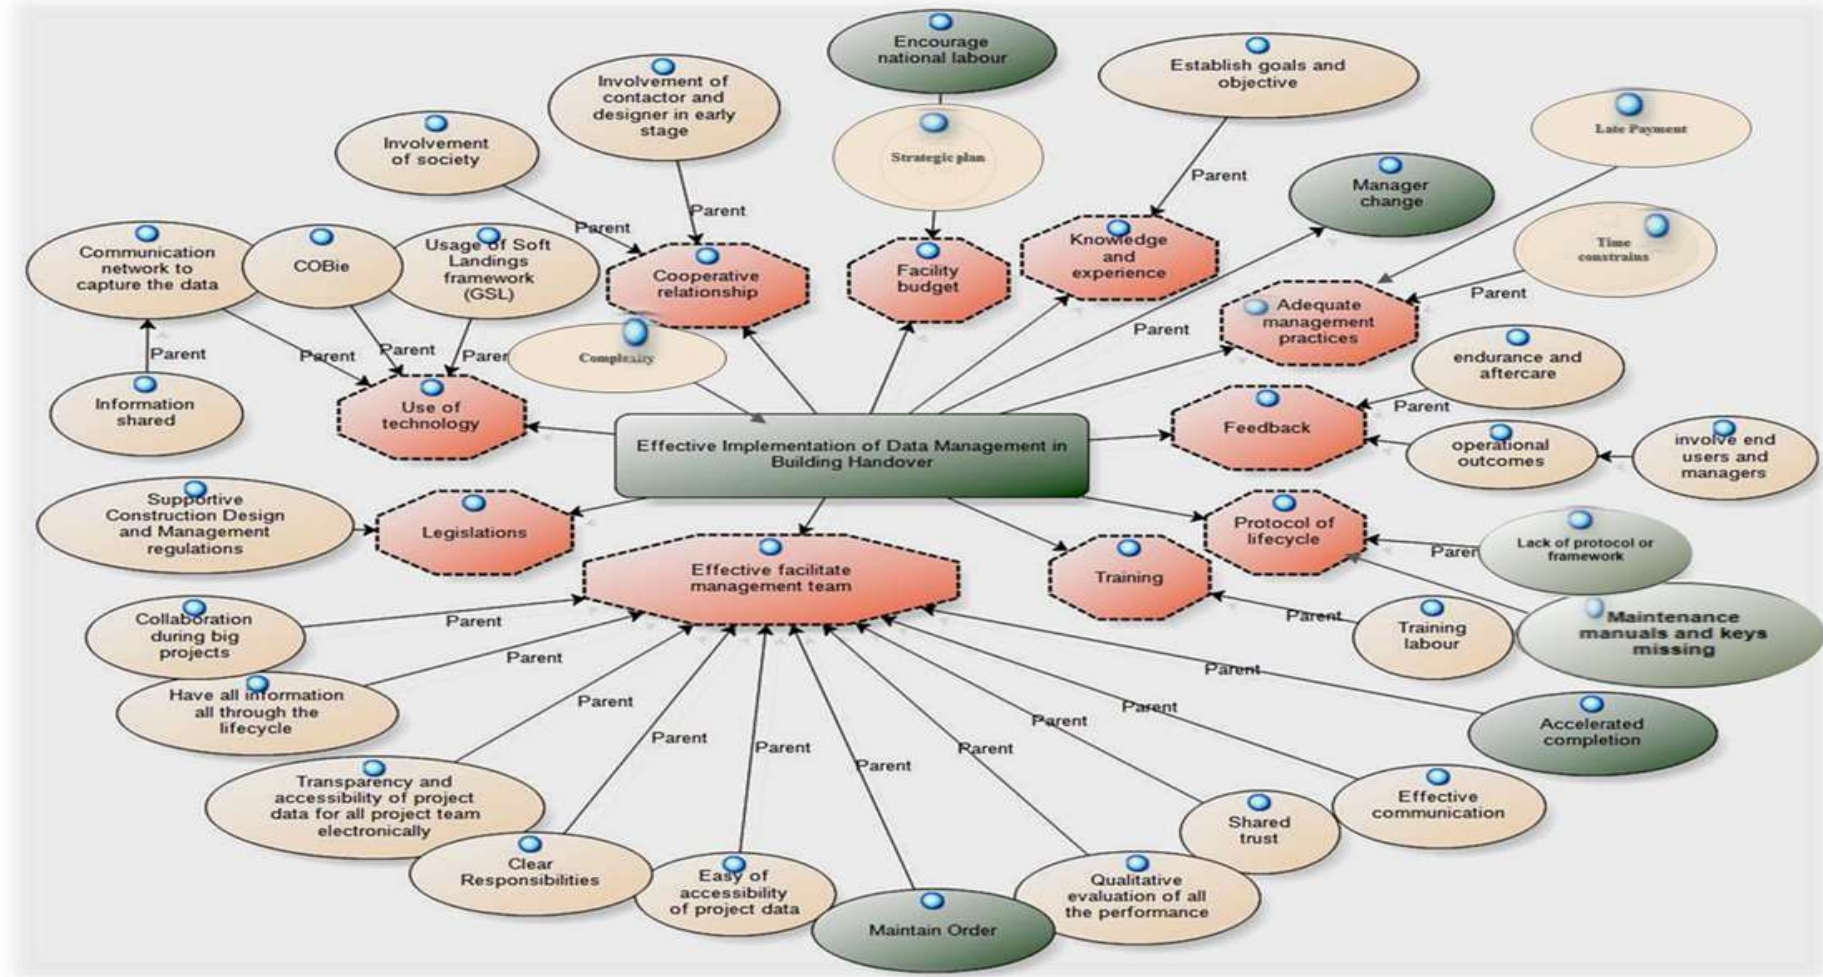 Encourage
national labour
Involvement of
contactor and
designer in early
stage
Establish goals and
objective
Late Payment
Involvement
of society
Strategic plan
Manager
change
Parent
Parent
Parent
Communication
network to
capture the data
COBie
Usage of Soft
Landings
framework
(GSL)
Cooperative
relationship
Facility
budget
Knowledge
and
experience
Time
constrains
Parent
Adequate
management
practices
Parent
Parent
Parent
Parent
Paren
Complexity
endurance and
aftercare
Information
shared
Use of
technology
Parent
Feedback
operational
outcomes
involve end
users and
managers
Effective Implementation of Data Management in
Building Handover
Supportive
Construction Design
and Management
regulations
Legislations
Protocol of
lifecycle
Paren
Lack of protocol or
framework
Effective facilitate
management team
Training
Parent
Training
labour
Maintenance
manuals and keys
missing
Collaboration
during big
projects
Parent
Parent
Have all information
all through the
lifecycle
Parent
Parent
Parent
Parent
Parent
Parent
Parent
Parent
Accelerated
completion
Transparency and
accessibility of project
data for all project team
electronically
Effective
communication
Shared
trust
Clear
Responsibilities
Easy of
accessibility
of project data
Qualitative
evaluation of all
the performance
Maintain Order